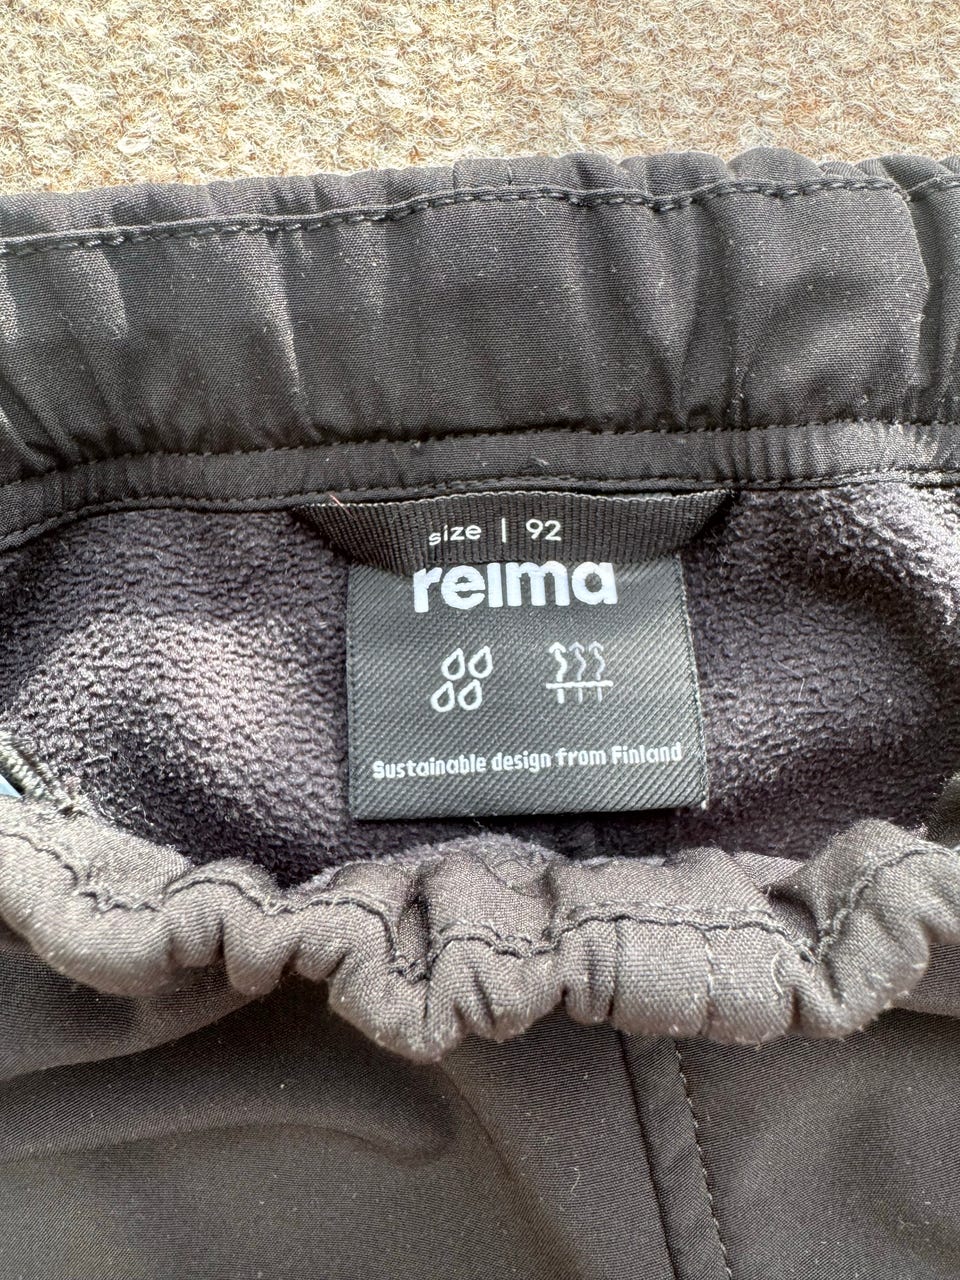 size | 92
reima
Sustainable design from Finland